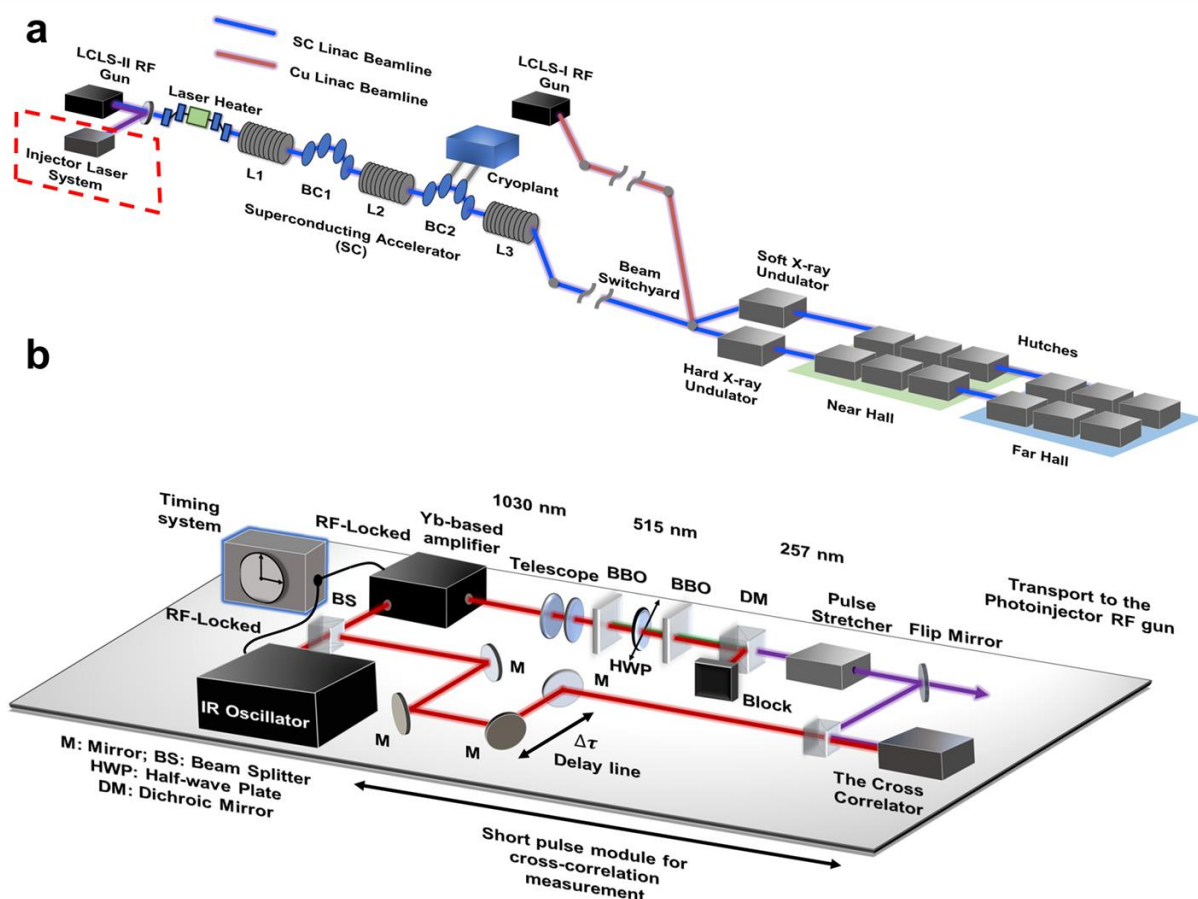 a
SC Linac Beamline
Cu Linac Beamline
LCLS-II RF
Gun
Laser Heater
Injector Laser
System
L1
BC1
L2
BC2
L3
Cryoplant
Superconducting Accelerator
(SC)
LCLS-I RF
Gun
Beam
Switchyard
Soft X-ray
Undulator
Hard X-ray
Undulator
Hutches
Near Hall
Far Hall
b
Timing
system
RF-Locked
RF-Locked
Yb-based
amplifier
1030 nm
515 nm
257 nm
Telescope
BBO
HWP
BBO
DM
Block
Pulse
Stretcher
Flip Mirror
Transport to the
Photoinjector RF gun
BS
IR Oscillator
M
M
M
M
Δτ
Delay line
The Cross
Correlator
M: Mirror; BS: Beam Splitter
HWP: Half-wave Plate
DM: Dichroic Mirror
Short pulse module for
cross-correlation
measurement